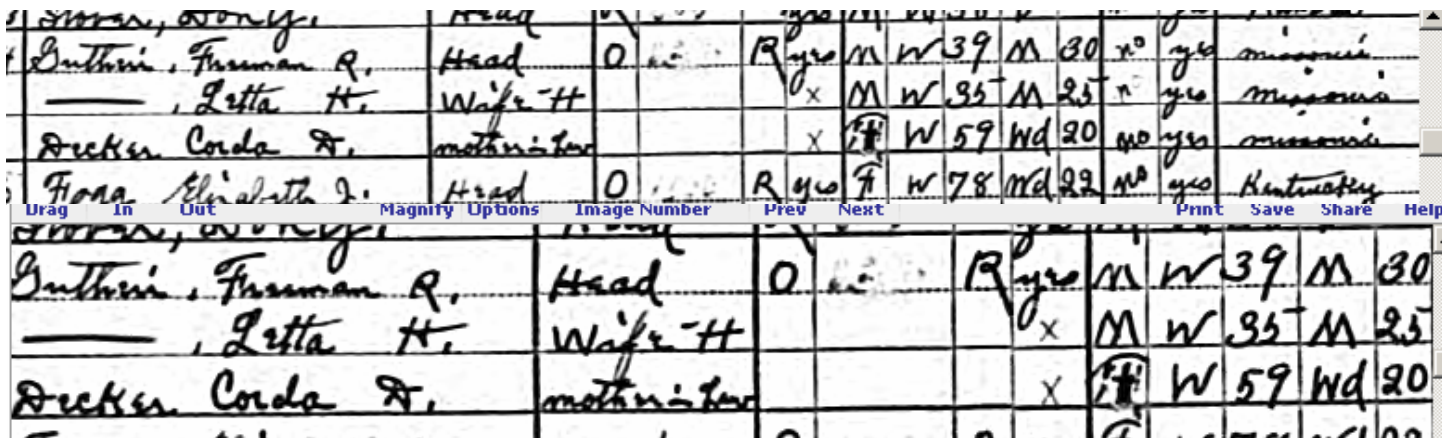 Head yes M W
Guthrie, Freeman R. Head O R yes M W 39 M 30 no yes missouri
——, Letta H. Wife-H x M W 35 M 25 n yes missouri
Decker Corda D. mother in law x F W 59 Wd 20 no yes missouri
Elizabeth J. Head O R yes F W 78 Wd 22 no yes Kentuckey
Drag In Out Magnify Options Image Number Prev Next Print Save Share Help
Guthrie, Freeman R. Head O R yes M W 39 M 30
——, Letta H. Wife-H x M W 35 M 25
Decker Corda D. mother in law x F W 59 Wd 20